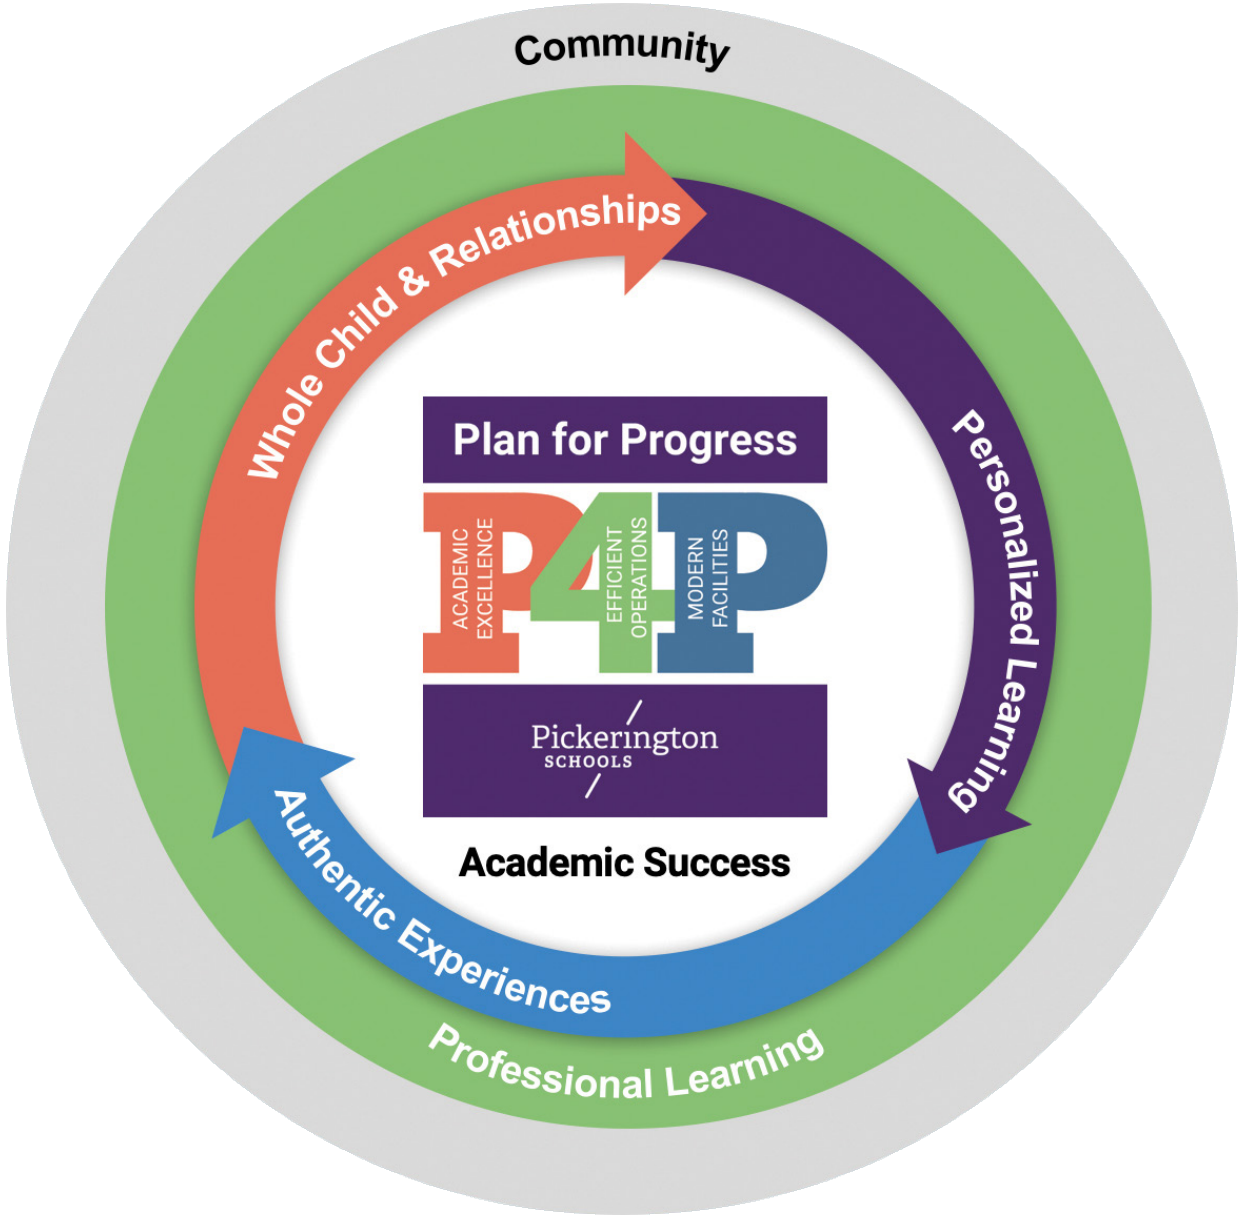 Community
Whole Child & Relationships
Personalized Learning
Plan for Progress
P4P
ACADEMIC
EXCELLENCE
EFFICIENT
OPERATIONS
MODERN
FACILITIES
Pickerington
SCHOOLS
Academic Success
Authentic Experiences
Professional Learning